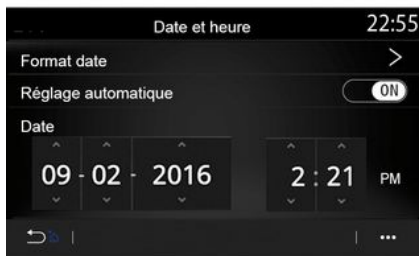 Date et heure 22:55
Format date
Réglage automatique ON
Date
09 - 02 - 2016 2 : 21 PM